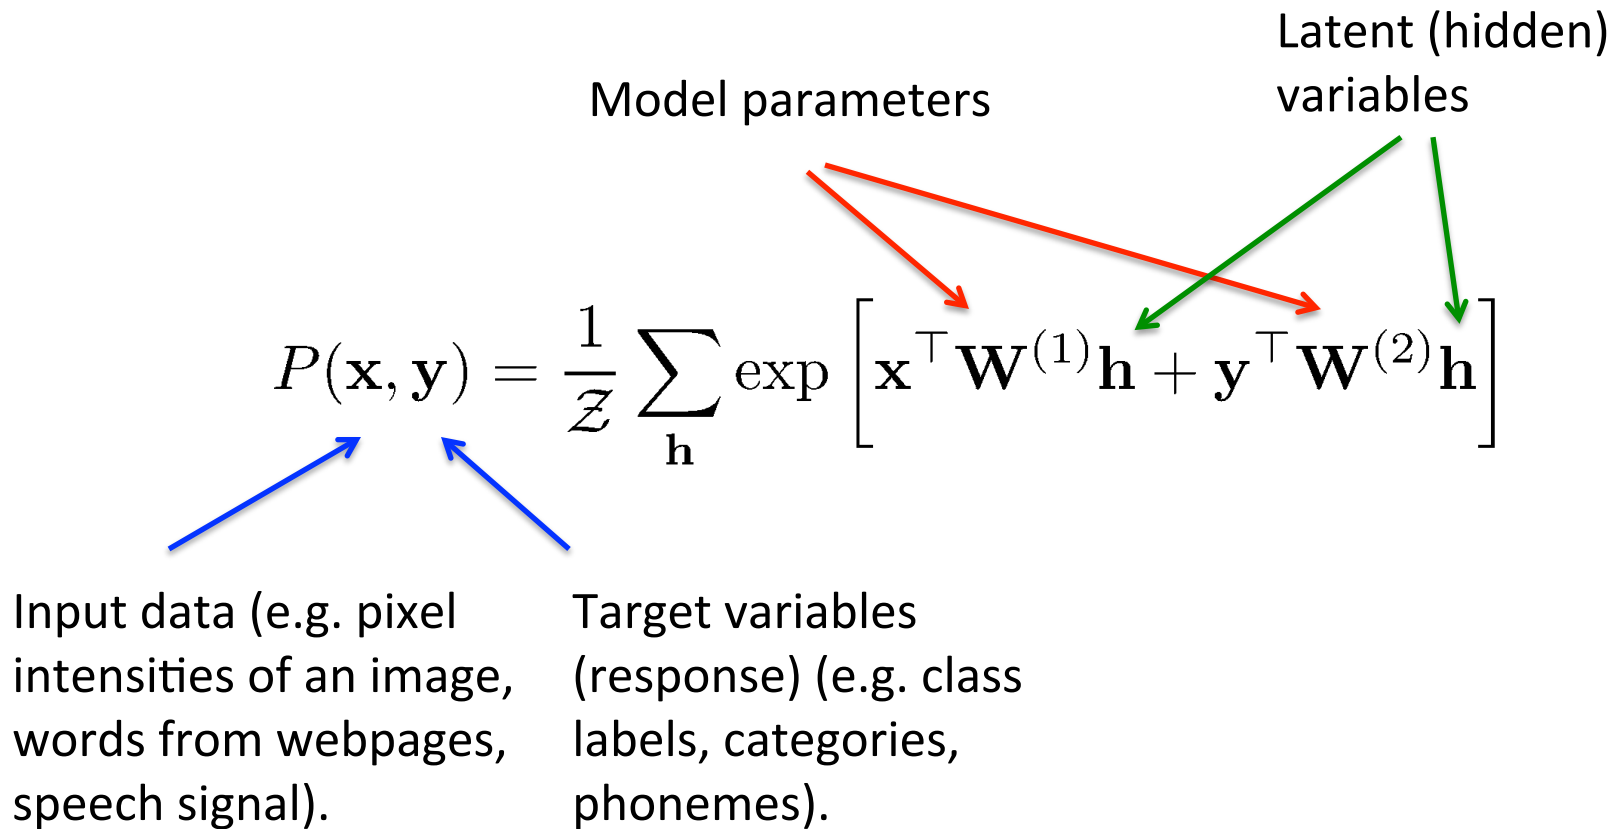 Latent (hidden)
variables
Model parameters
P(x, y) = 1/Z ∑_h exp [x^⊤ W^(1) h + y^⊤ W^(2) h]
Input data (e.g. pixel
intensities of an image,
words from webpages,
speech signal).
Target variables
(response) (e.g. class
labels, categories,
phonemes).